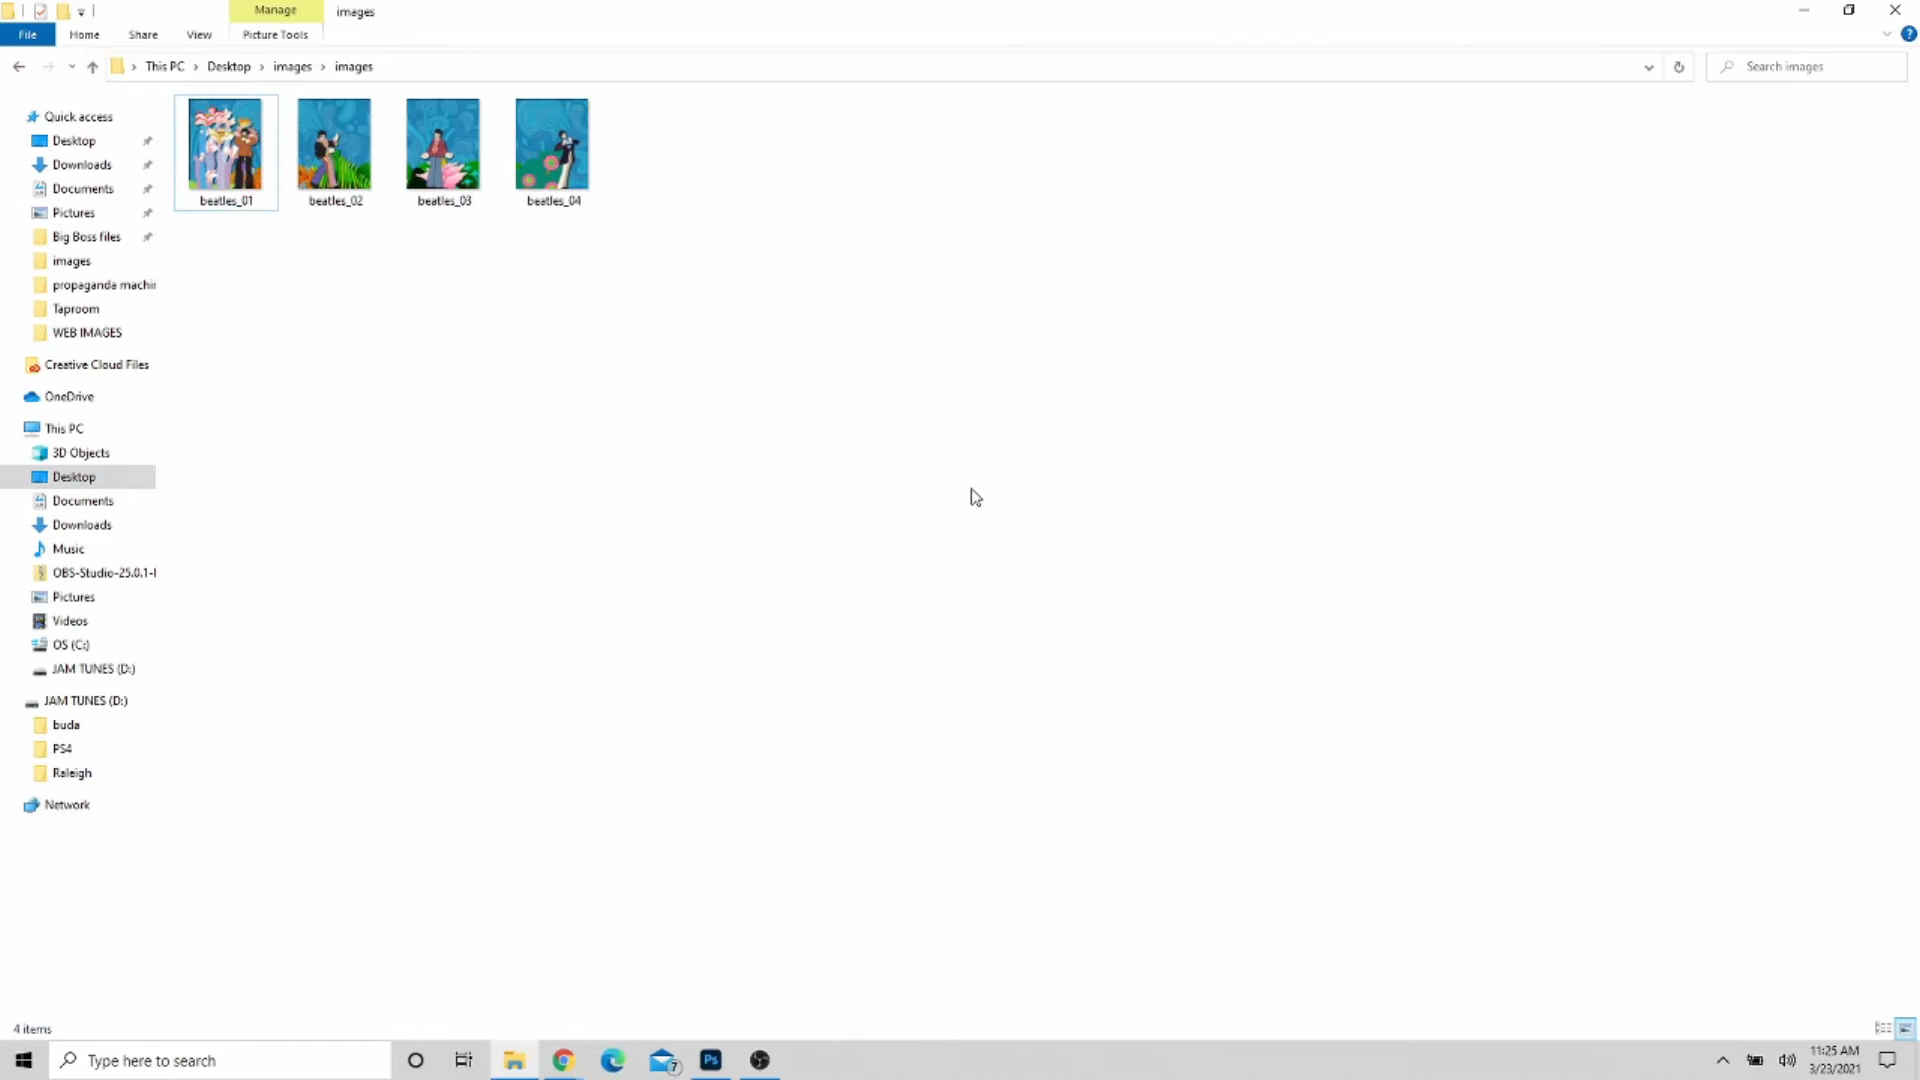 Manage
images
File
Home
Share
View
Picture Tools
This PC
Desktop
images
images
Search images
Quick access
Desktop
Downloads
Documents
Pictures
Big Boss files
images
propaganda machin
Taproom
WEB IMAGES
Creative Cloud Files
OneDrive
This PC
3D Objects
Desktop
Documents
Downloads
Music
OBS-Studio-25.0.1-I
Pictures
Videos
OS (C:)
JAM TUNES (D:)
JAM TUNES (D:)
buda
PS4
Raleigh
Network
beatles_01
beatles_02
beatles_03
beatles_04
4 items
Type here to search
7
Ps
11:25 AM
3/23/2021